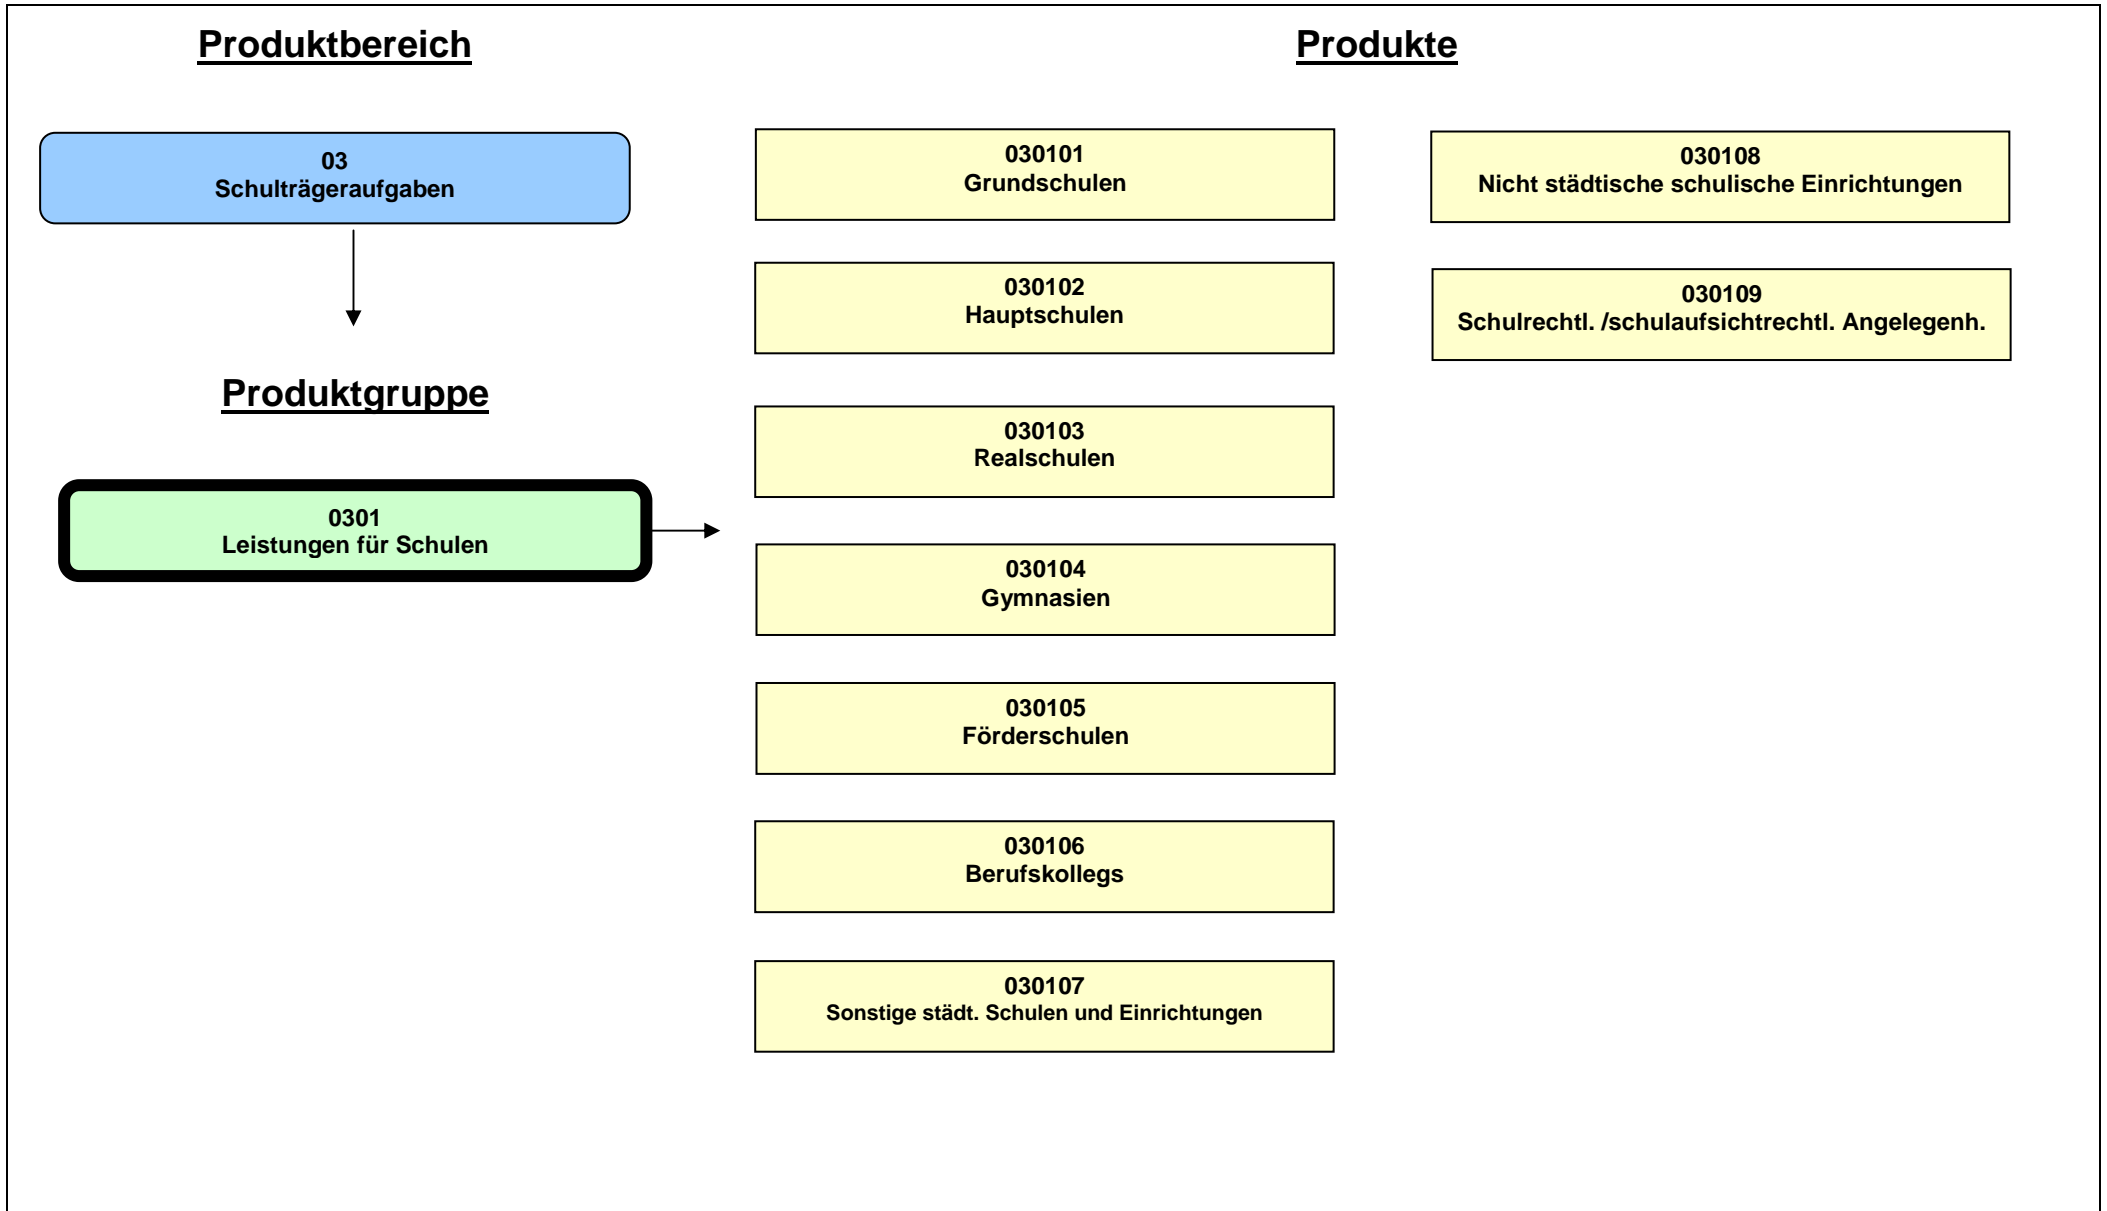 Produktbereich
Produkte
03
Schulträgeraufgaben
Produktgruppe
0301
Leistungen für Schulen
030101
Grundschulen
030102
Hauptschulen
030103
Realschulen
030104
Gymnasien
030105
Förderschulen
030106
Berufskollegs
030107
Sonstige städt. Schulen und Einrichtungen
030108
Nicht städtische schulische Einrichtungen
030109
Schulrechtl. /schulaufsichtrechtl. Angelegenh.